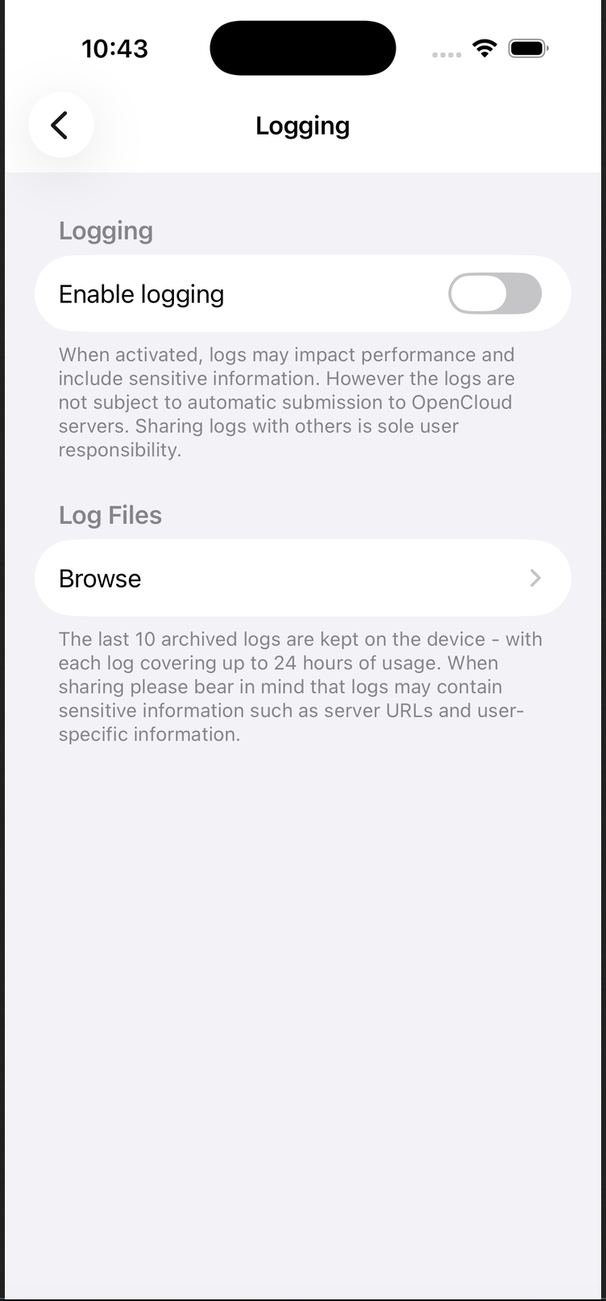 10:43
Logging
Logging
Enable logging
When activated, logs may impact performance and
include sensitive information. However the logs are
not subject to automatic submission to OpenCloud
servers. Sharing logs with others is sole user
responsibility.
Log Files
Browse
The last 10 archived logs are kept on the device - with
each log covering up to 24 hours of usage. When
sharing please bear in mind that logs may contain
sensitive information such as server URLs and user-
specific information.